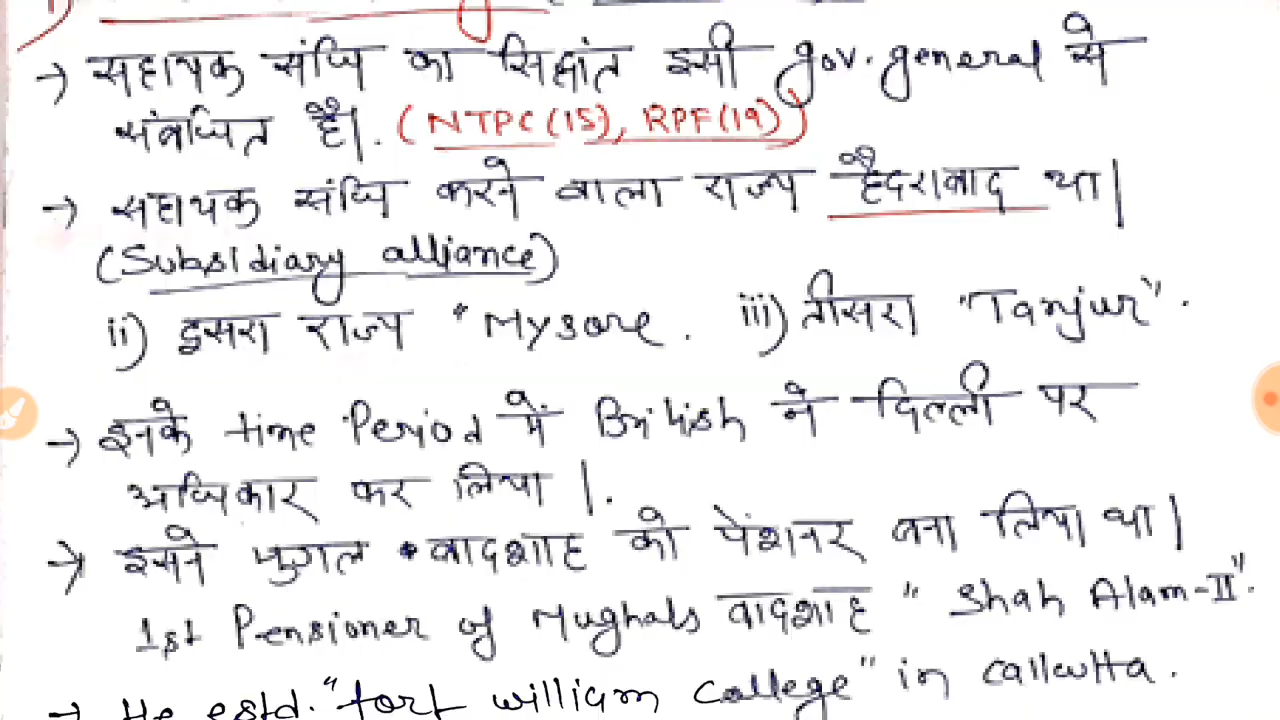 → सहायक संधि का सिद्धांत इसी gov. general से
संबंधित है|. (NTPC(15), RPF(19))
→ सहायक संधि करने वाला राज्य हैदराबाद था|
(Subsidiary alliance)
ii) दुसरा राज्य "Mysore. iii) तीसरा "Tanjur".
→ इनके time Period में British ने दिल्ली पर
अधिकार कर लिया |.
→ इसने मुगल बादशाह को पेंशनर बना लिया था|
1st Pensioner of Mughals बादशाह "Shah Alam-II".
→ He estd. "fort william college" in callcutta.